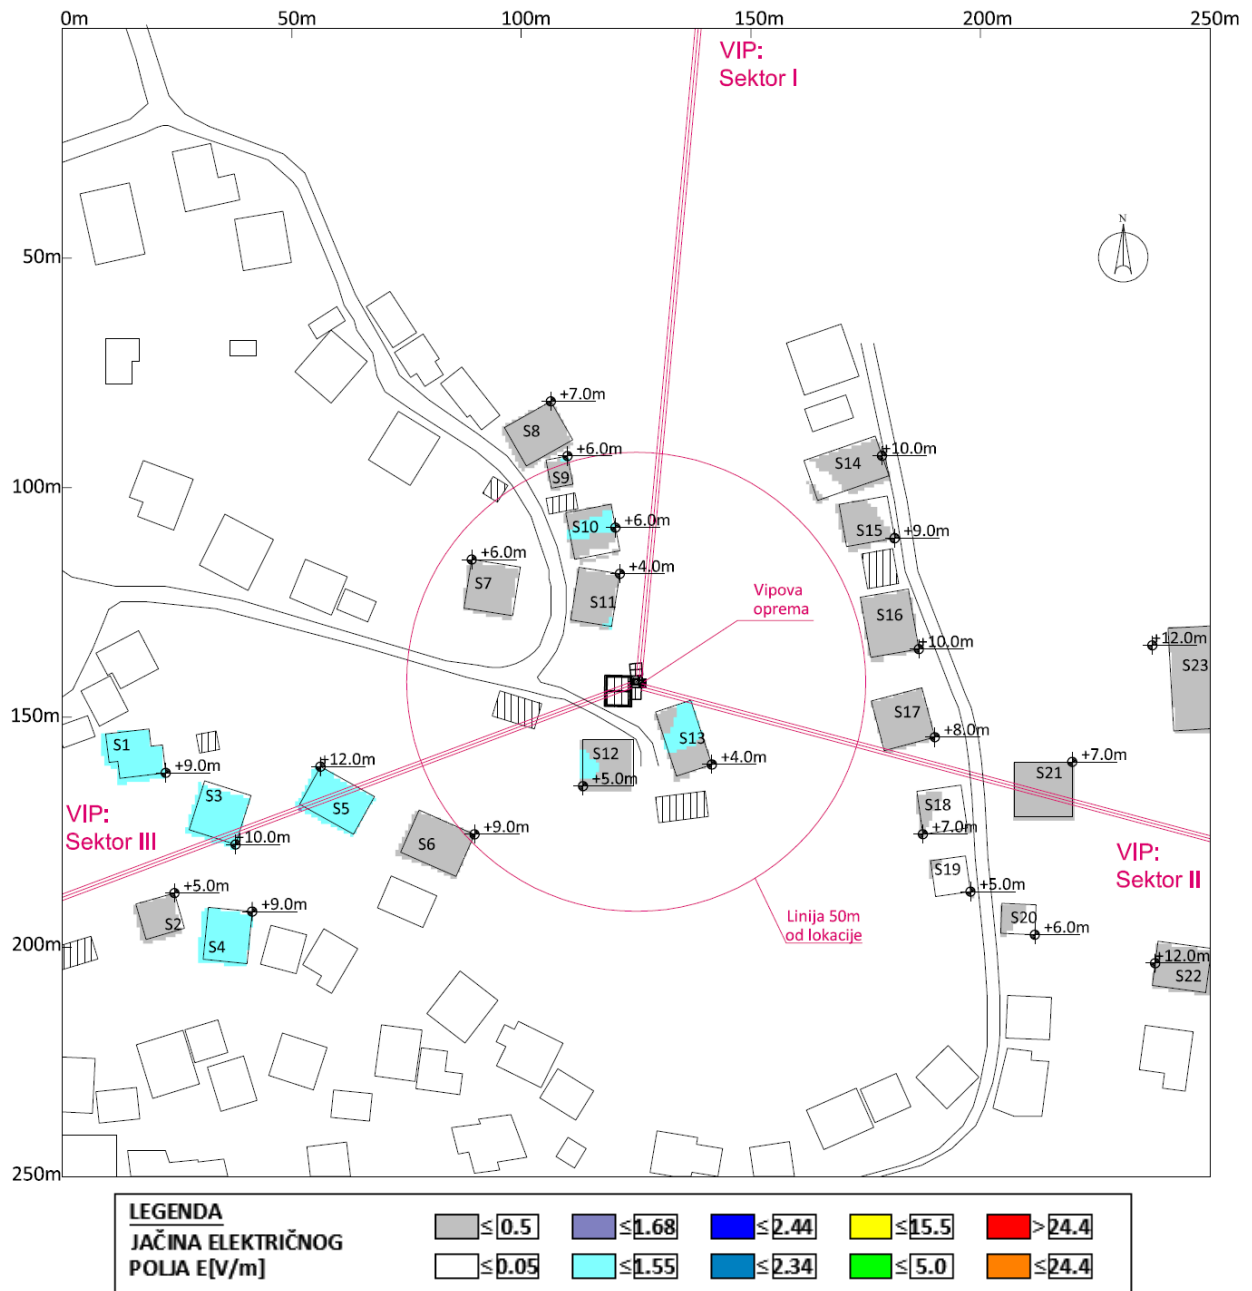 0m 50m 100m 150m 200m 250m
VIP:
Sektor I
N
50m
+7.0m
S8
+6.0m
S9
+10.0m
S14
100m
S10
+6.0m
S15
+9.0m
+6.0m
+4.0m
S7
S11
Vipova
oprema
S16
+10.0m
+12.0m
S23
150m
S1
+9.0m
S13
+4.0m
S12
+5.0m
S17
+8.0m
+7.0m
S21
+12.0m
S5
S3
+10.0m
VIP:
Sektor III
S6
+9.0m
S18
+7.0m
VIP:
Sektor II
S19
+5.0m
+5.0m
S2
+9.0m
S4
Linija 50m
od lokacije
S20
+6.0m
200m
+12.0m
S22
250m
LEGENDA
JAČINA ELEKTRIČNOG
POLJA E[V/m]
≤ 0.5 ≤ 1.68 ≤ 2.44 ≤ 15.5 > 24.4
≤ 0.05 ≤ 1.55 ≤ 2.34 ≤ 5.0 ≤ 24.4